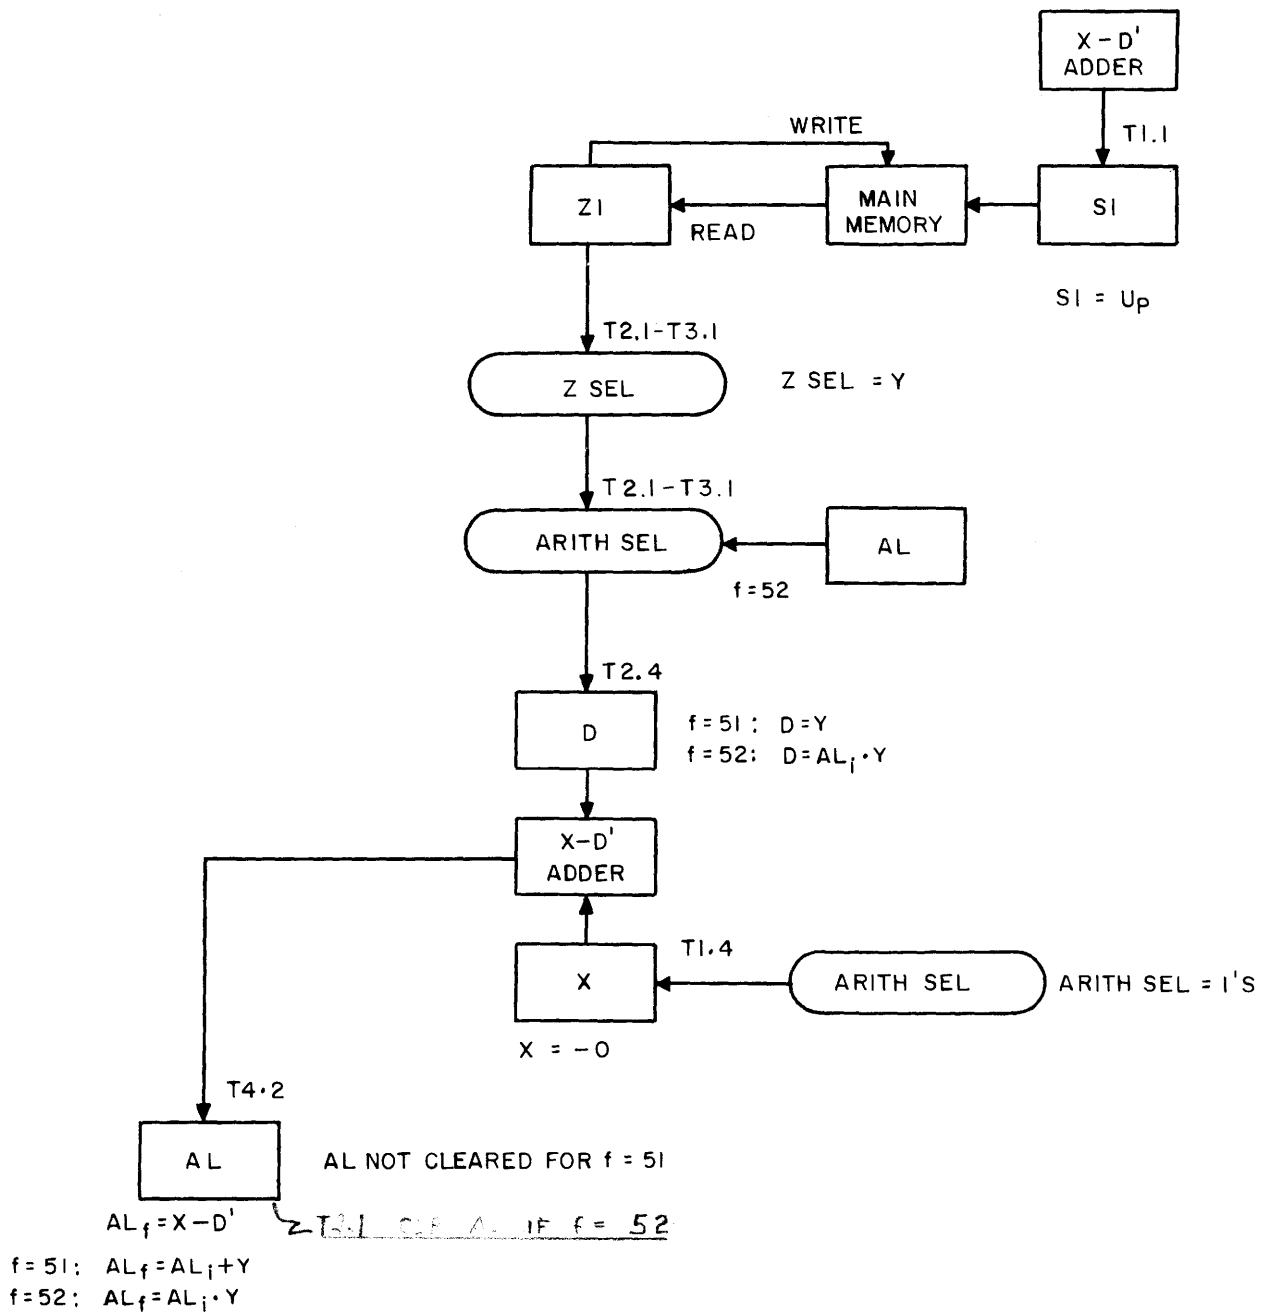 X-D'
ADDER
T1.1
WRITE
Z1
READ
MAIN
MEMORY
S1
S1 = Up
T2.1-T3.1
Z SEL
Z SEL = Y
T2.1-T3.1
ARITH SEL
AL
f=52
T2.4
D
f=51: D=Y
f=52: D=ALi·Y
X-D'
ADDER
T1.4
X
ARITH SEL
ARITH SEL = 1'S
X = -0
T4.2
AL
AL NOT CLEARED FOR f = 51
ALf=X-D'
IF f = 52
f=51: ALf=ALi+Y
f=52: ALf=ALi·Y